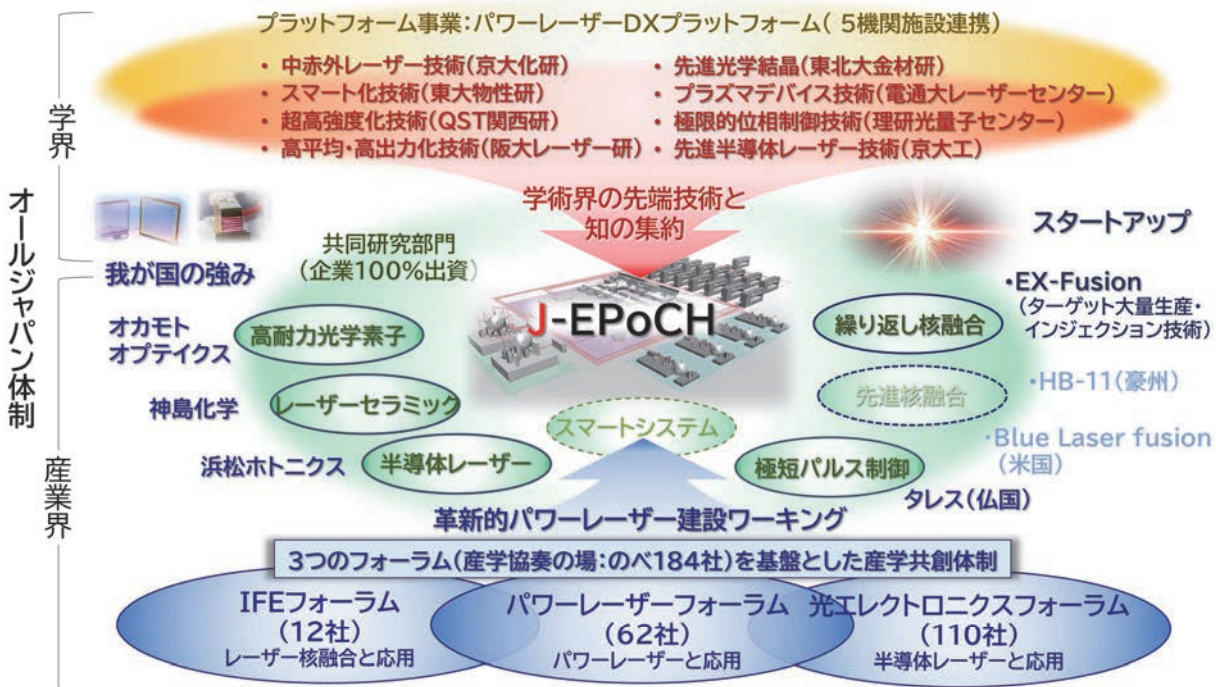 プラットフォーム事業:パワーレーザーDXプラットフォーム( 5機関施設連携)
・ 中赤外レーザー技術(京大化研)
・ スマート化技術(東大物性研)
・ 超高強度化技術(QST関西研)
・ 高平均・高出力化技術(阪大レーザー研)
・ 先進光学結晶(東北大金材研)
・ プラズマデバイス技術(電通大レーザーセンター)
・ 極限的位相制御技術(理研光量子センター)
・ 先進半導体レーザー技術(京大工)
学術界の先端技術と
知の集約
オールジャパン体制
学界
産業界
我が国の強み
共同研究部門
(企業100%出資)
J-EPoCH
スタートアップ
オカモト
オプテイクス
高耐力光学素子
神島化学
レーザーセラミック
浜松ホトニクス
半導体レーザー
スマートシステム
繰り返し核融合
・EX-Fusion
(ターゲット大量生産・
インジェクション技術)
先進核融合
・HB-11(豪州)
・Blue Laser fusion
(米国)
極短パルス制御
タレス(仏国)
革新的パワーレーザー建設ワーキング
3つのフォーラム(産学協奏の場:のべ184社)を基盤とした産学共創体制
IFEフォーラム
(12社)
レーザー核融合と応用
パワーレーザーフォーラム
(62社)
パワーレーザーと応用
光エレクトロニクスフォーラム
(110社)
半導体レーザーと応用